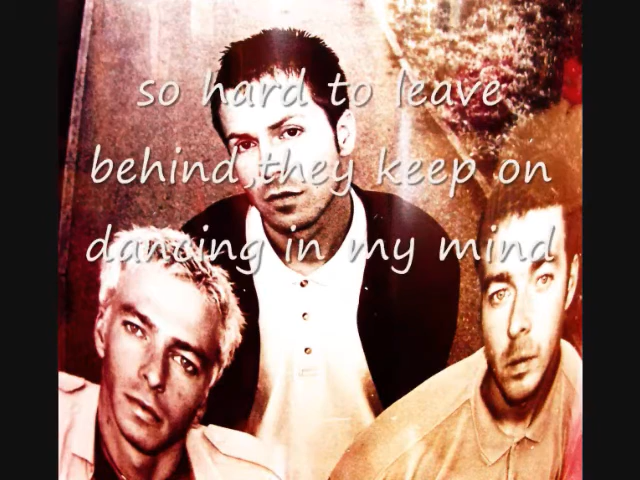 so hard to leave
behind,they keep on
dancing in my mind